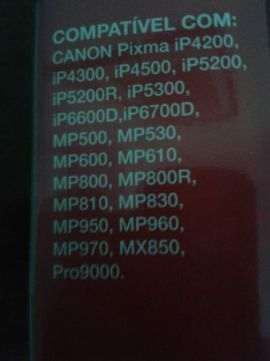 COMPATÍVEL COM:
CANON Pixma iP4200,
iP4300, iP4500, iP5200,
iP5200R, iP5300,
iP6600D,iP6700D,
MP500, MP530,
MP600, MP610,
MP800, MP800R,
MP810, MP830,
MP950, MP960,
MP970, MX850,
Pro9000.